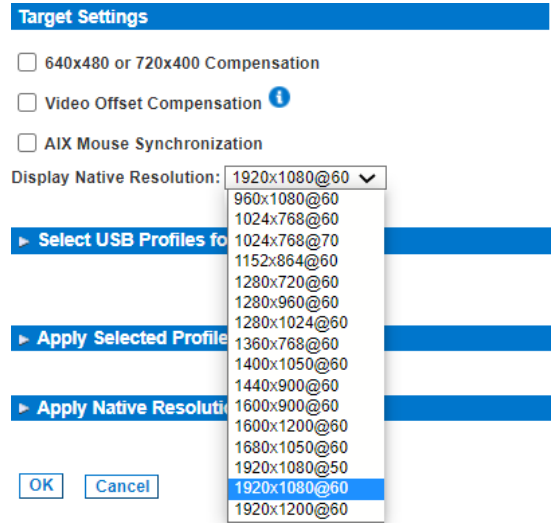 Target Settings
640x480 or 720x400 Compensation
Video Offset Compensation i
AIX Mouse Synchronization
Display Native Resolution: 1920x1080@60
960x1080@60
1024x768@60
► Select USB Profiles fo
1024x768@70
1152x864@60
1280x720@60
1280x960@60
1280x1024@60
► Apply Selected Profile
1360x768@60
1400x1050@60
1440x900@60
► Apply Native Resoluti
1600x900@60
1600x1200@60
1680x1050@60
1920x1080@50
OK Cancel
1920x1080@60
1920x1200@60